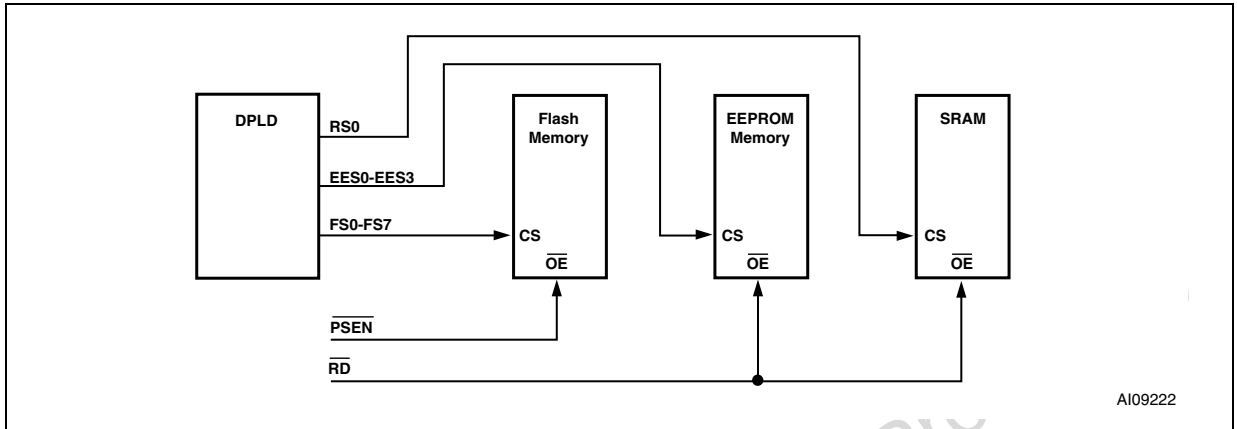 DPLD
RS0
EES0-EES3
FS0-FS7
Flash
Memory
CS
OE
EEPROM
Memory
CS
OE
SRAM
CS
OE
PSEN
RD
AI09222